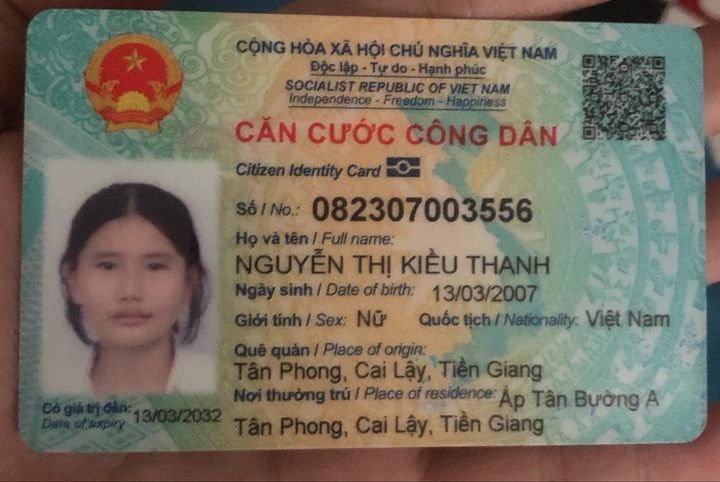 CỘNG HÒA XÃ HỘI CHỦ NGHĨA VIỆT NAM
Độc lập - Tự do - Hạnh phúc
SOCIALIST REPUBLIC OF VIET NAM
Independence - Freedom - Happiness
CĂN CƯỚC CÔNG DÂN
Citizen Identity Card
Số / No.: 082307003556
Họ và tên / Full name:
NGUYỄN THỊ KIỀU THANH
Ngày sinh / Date of birth: 13/03/2007
Giới tính / Sex: Nữ Quốc tịch / Nationality: Việt Nam
Quê quán / Place of origin:
Tân Phong, Cai Lậy, Tiền Giang
Nơi thường trú / Place of residence: Ấp Tân Bường A
Tân Phong, Cai Lậy, Tiền Giang
Có giá trị đến: 13/03/2032
Date of expiry